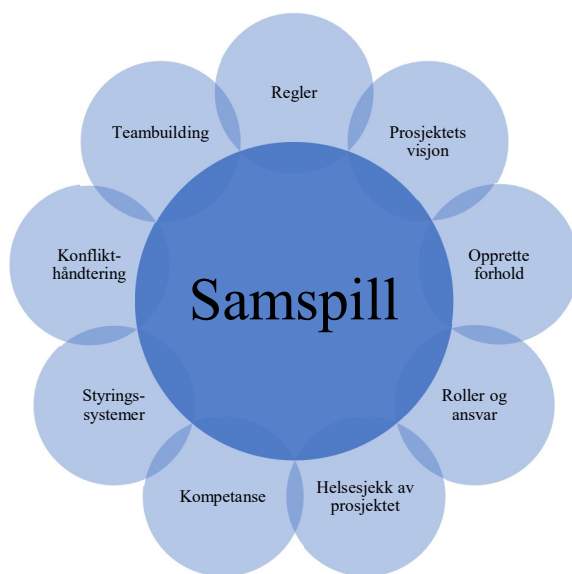 Regler
Prosjektets
visjon
Opprette
forhold
Roller og
ansvar
Helsesjekk av
prosjektet
Kompetanse
Styrings-
systemer
Konflikt-
håndtering
Teambuilding
Samspill